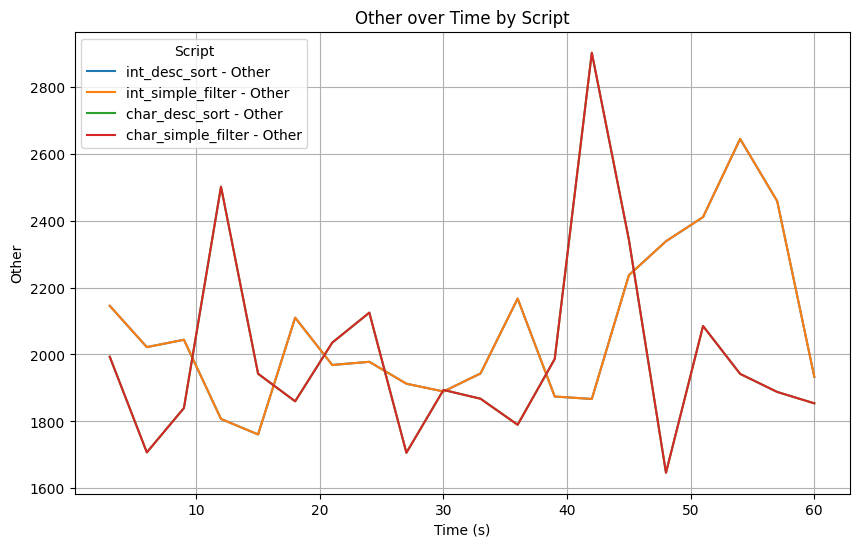 Other over Time by Script
Script
int_desc_sort - Other
int_simple_filter - Other
char_desc_sort - Other
char_simple_filter - Other
Other
2800
2600
2400
2200
2000
1800
1600
10 20 30 40 50 60
Time (s)